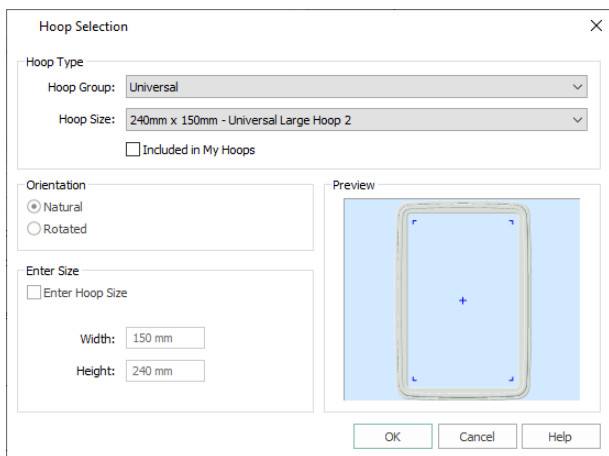 Hoop Selection
Hoop Type
Hoop Group: Universal
Hoop Size: 240mm x 150mm - Universal Large Hoop 2
Included in My Hoops
Orientation
Natural
Rotated
Enter Size
Enter Hoop Size
Width: 150 mm
Height: 240 mm
Preview
OK Cancel Help